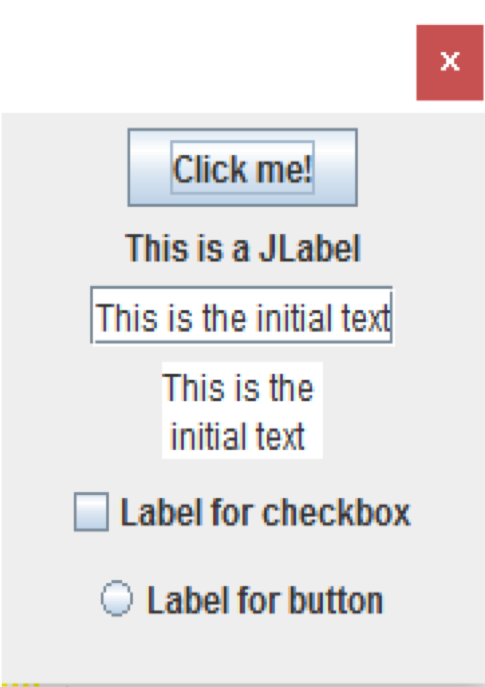 x
Click me!
This is a JLabel
This is the initial text
This is the
initial text
Label for checkbox
Label for button